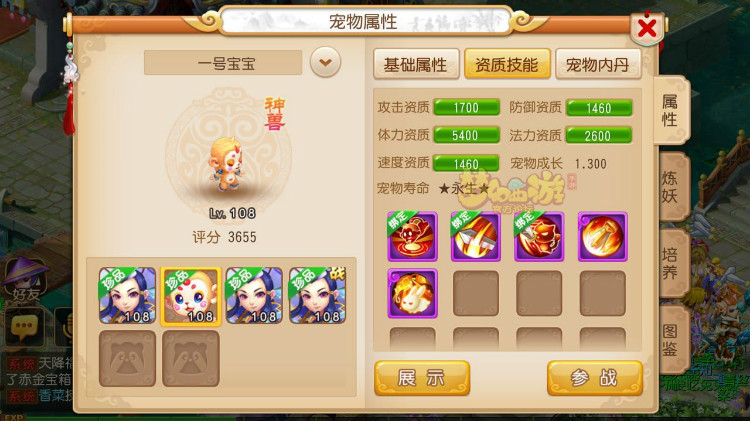 宠物属性
一号宝宝
神兽
Lv.108
评分 3655
珍品 108
珍品 108
珍品 108
珍品 战 108
基础属性 资质技能 宠物内丹
攻击资质 1700 防御资质 1460
体力资质 5400 法力资质 2600
速度资质 1460 宠物成长 1.300
宠物寿命 ★永生★
梦幻西游
绑定 绑定 绑定
展示 参战
属性
炼妖
培养
图鉴
好友
系统 天降福
了赤金宝箱
系统 香菜技
EXP